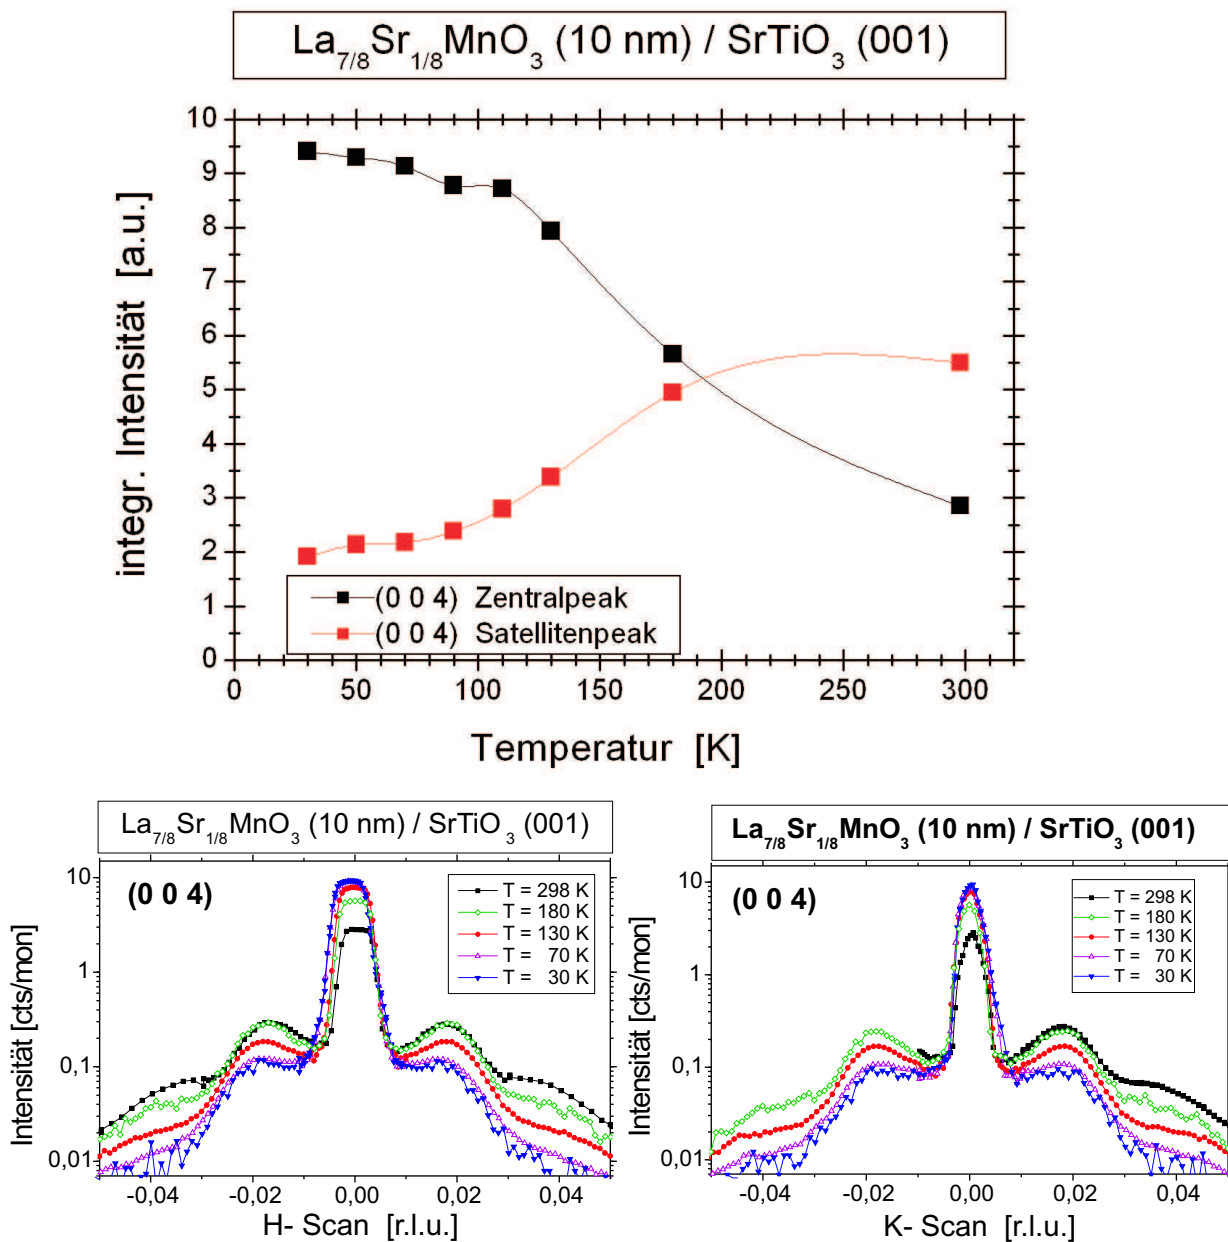 La7/8Sr1/8MnO3 (10 nm) / SrTiO3 (001)
10
9
8
7
6
5
4
3
2
1
0
integr. Intensität [a.u.]
(0 0 4) Zentralpeak
(0 0 4) Satellitenpeak
0 50 100 150 200 250 300
Temperatur [K]
La7/8Sr1/8MnO3 (10 nm) / SrTiO3 (001)
(0 0 4)
T = 298 K
T = 180 K
T = 130 K
T = 70 K
T = 30 K
10
1
0,1
0,01
Intensität [cts/mon]
-0,04 -0,02 0,00 0,02 0,04
H- Scan [r.l.u.]
La7/8Sr1/8MnO3 (10 nm) / SrTiO3 (001)
(0 0 4)
T = 298 K
T = 180 K
T = 130 K
T = 70 K
T = 30 K
10
1
0,1
0,01
Intensität [cts/mon]
-0,04 -0,02 0,00 0,02 0,04
K- Scan [r.l.u.]